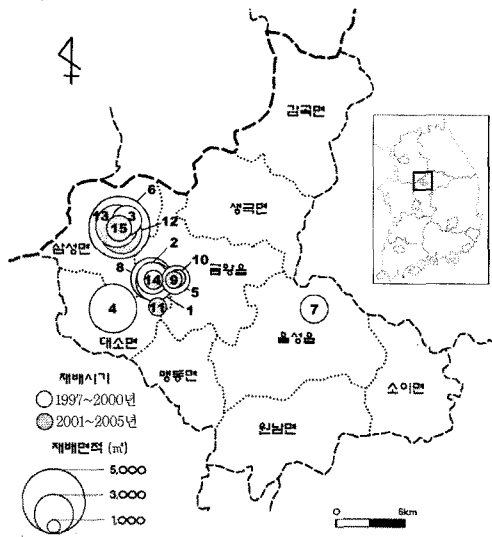 감곡면
생극면
6
13 3
15 12
삼성면
2
10
8 금왕읍
14 9
5
4 11 1 7
대소면 음성읍
맹동면 소이면
원남면
재배시기
1997~2000년
2001~2005년
재배면적 (㎡)
5,000
3,000
1,000
0 5km